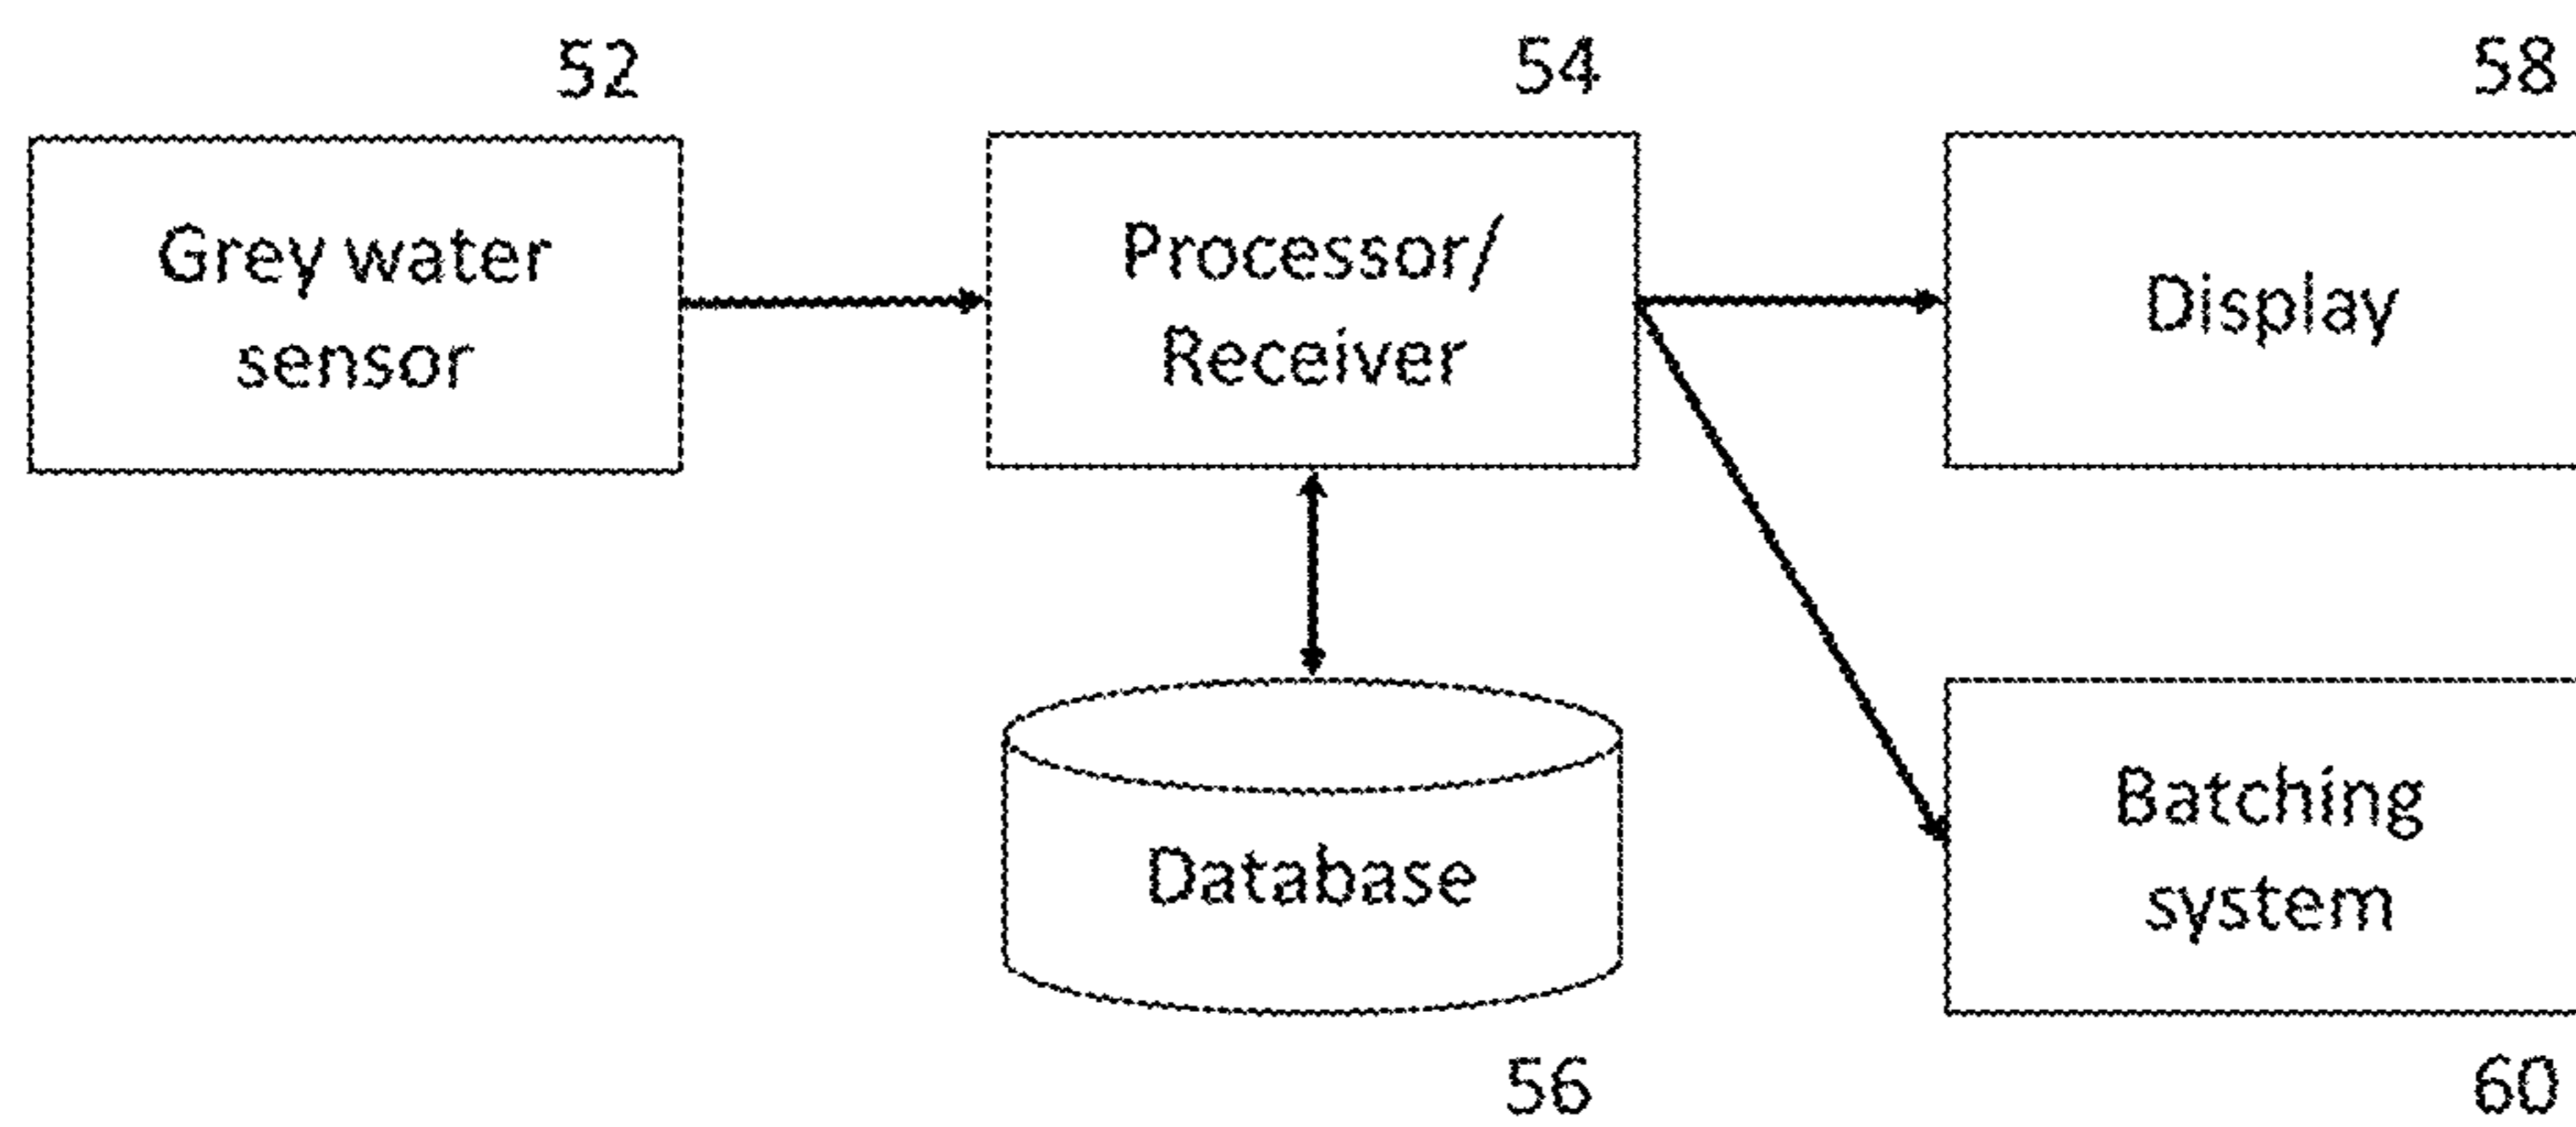 52
54
58
Grey water
sensor
Processor/
Receiver
Display
Database
Batching
system
56
60